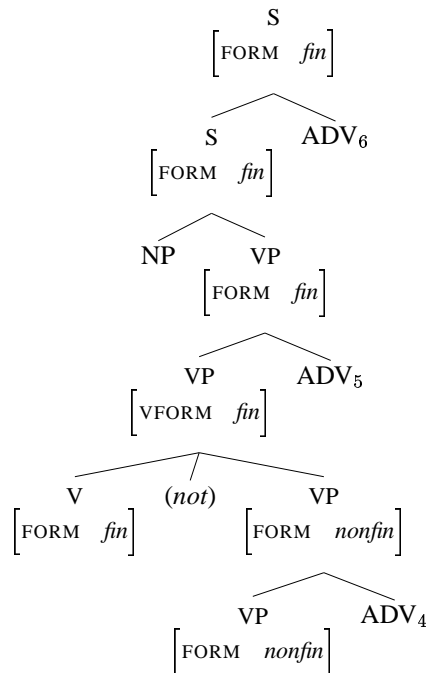 S
[FORM fin]
S ADV6
[FORM fin]
NP VP
[FORM fin]
VP ADV5
[VFORM fin]
V (not) VP
[FORM fin] [FORM nonfin]
VP ADV4
[FORM nonfin]